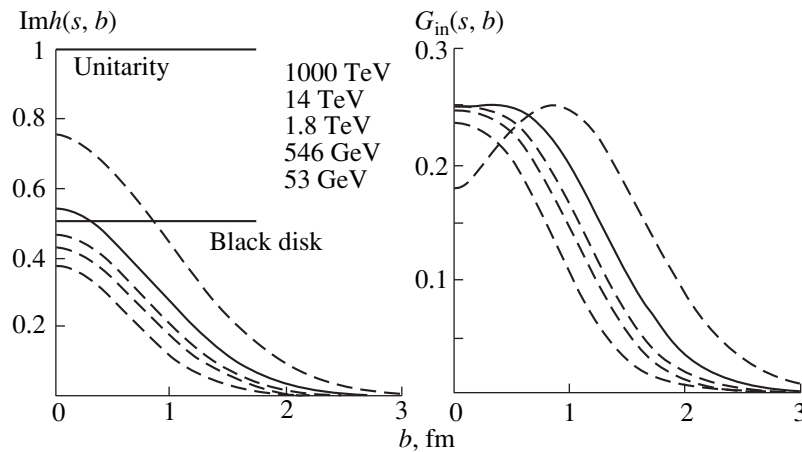 Imh(s, b)
1
Unitarity
0.8
0.6
Black disk
0.4
0.2
0
1
2
3
1000 TeV
14 TeV
1.8 TeV
546 GeV
53 GeV
G_in(s, b)
0.3
0.2
0.1
0
1
2
3
b, fm